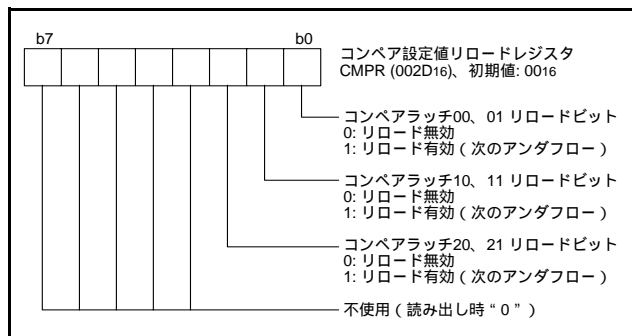 b7 b0
コンペア設定値リロードレジスタ
CMPR (002D16)、初期値: 0016
コンペアラッチ00、01 リロードビット
0: リロード無効
1: リロード有効 ( 次のアンダフロー )
コンペアラッチ10、11 リロードビット
0: リロード無効
1: リロード有効 ( 次のアンダフロー )
コンペアラッチ20、21 リロードビット
0: リロード無効
1: リロード有効 ( 次のアンダフロー )
不使用 ( 読み出し時 “ 0 ” )